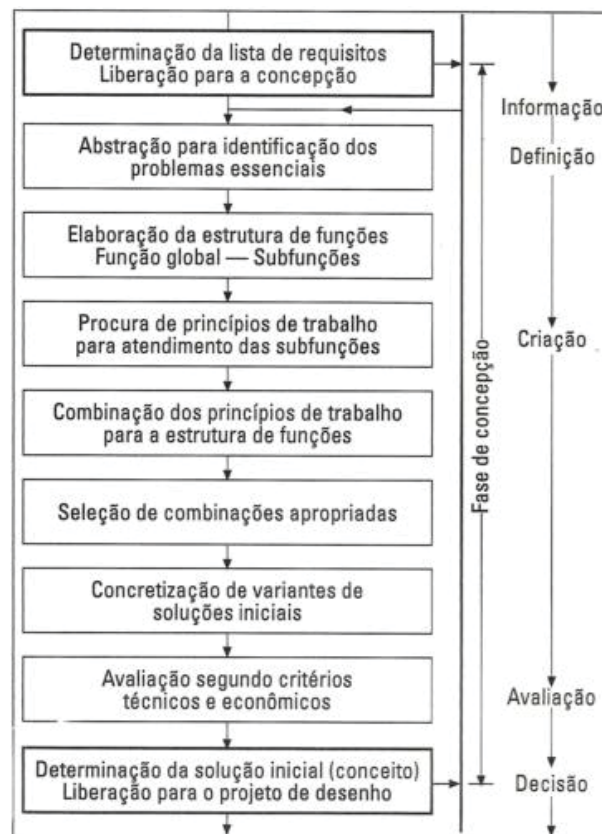 Determinação da lista de requisitos
Liberação para a concepção
Informação
Abstração para identificação dos
problemas essenciais
Definição
Elaboração da estrutura de funções
Função global — Subfunções
Procura de princípios de trabalho
para atendimento das subfunções
Criação
Combinação dos princípios de trabalho
para a estrutura de funções
Fase de concepção
Seleção de combinações apropriadas
Concretização de variantes de
soluções iniciais
Avaliação segundo critérios
técnicos e econômicos
Avaliação
Determinação da solução inicial (conceito)
Liberação para o projeto de desenho
Decisão